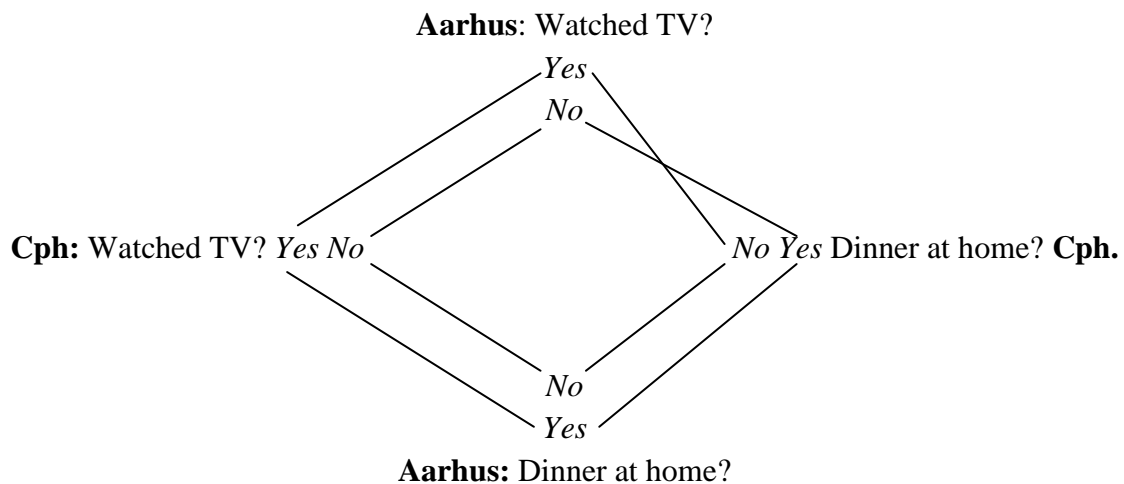 Aarhus: Watched TV?
Yes
No
Cph: Watched TV? Yes No
No Yes Dinner at home? Cph.
No
Yes
Aarhus: Dinner at home?